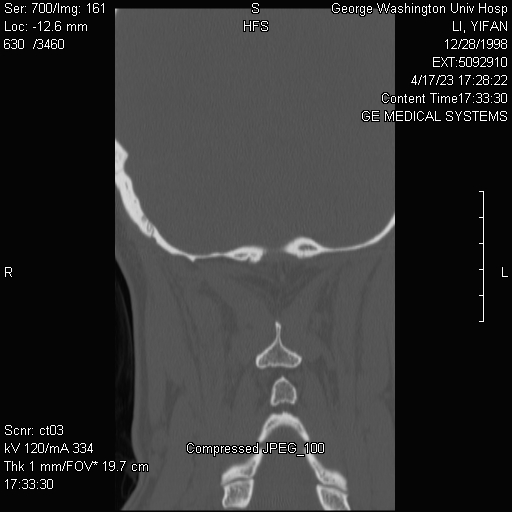 Ser: 700/Img: 161
Loc: -12.6 mm
630 /3460
S
HFS
George Washington Univ Hosp
LI, YIFAN
12/28/1998
EXT:5092910
4/17/23 17:28:22
Content Time17:33:30
GE MEDICAL SYSTEMS
R
L
Scnr: ct03
kV 120/mA 334
Thk 1 mm/FOV* 19.7 cm
17:33:30
Compressed JPEG_100